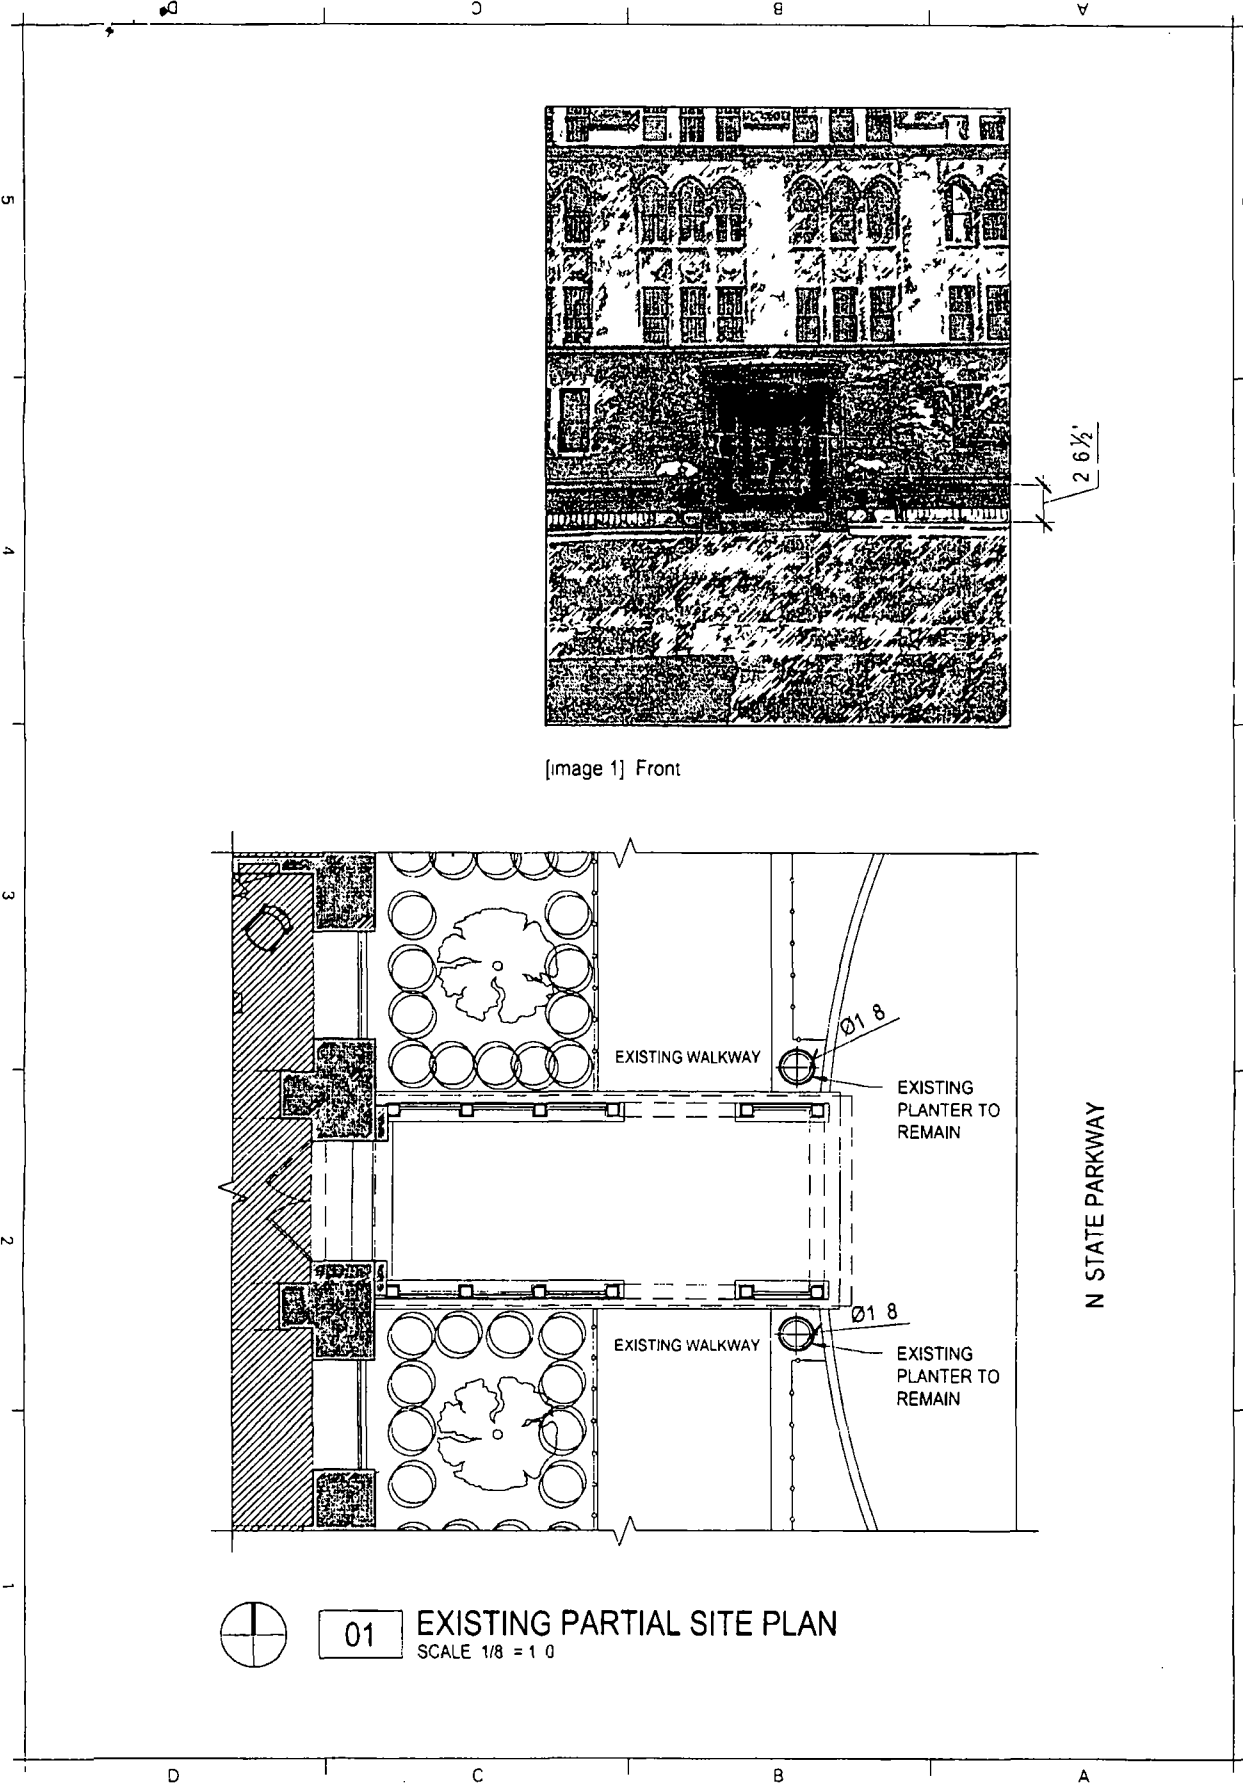 D C B A
5
2 6½'
4
[image 1] Front
3
Ø1 8
EXISTING WALKWAY
EXISTING
PLANTER TO
REMAIN
N STATE PARKWAY
2
Ø1 8
EXISTING WALKWAY
EXISTING
PLANTER TO
REMAIN
1
01 EXISTING PARTIAL SITE PLAN
SCALE 1/8 = 1 0
D C B A